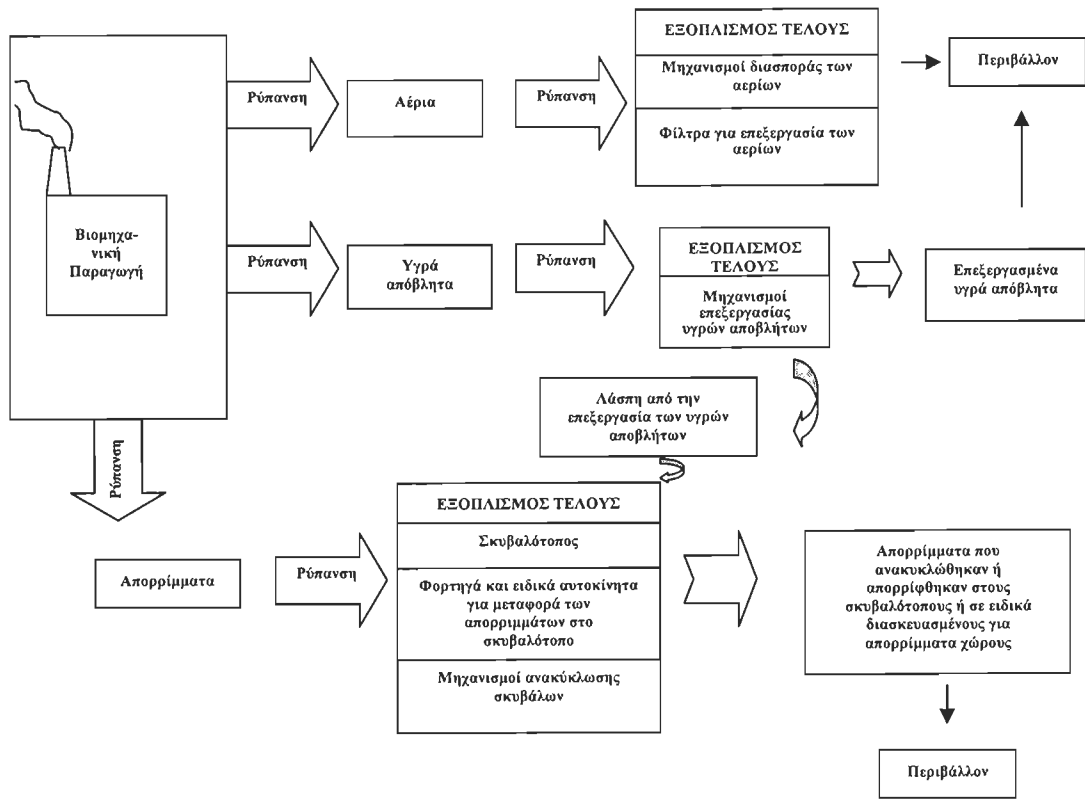 Βιομηχα-
νική
Παραγωγή
Ρύπανση
Αέρια
Ρύπανση
ΕΞΟΠΛΙΣΜΟΣ ΤΕΛΟΥΣ
Μηχανισμοί διασποράς των
αερίων
Φίλτρα για επεξεργασία των
αερίων
Περιβάλλον
Ρύπανση
Υγρά
απόβλητα
Ρύπανση
ΕΞΟΠΛΙΣΜΟΣ
ΤΕΛΟΥΣ
Μηχανισμοί
επεξεργασίας
υγρών αποβλήτων
Επεξεργασμένα
υγρά απόβλητα
Λάσπη από την
επεξεργασία των υγρών
αποβλήτων
Ρύπανση
Απορρίμματα
Ρύπανση
ΕΞΟΠΛΙΣΜΟΣ ΤΕΛΟΥΣ
Σκυβαλότοπος
Φορτηγά και ειδικά αυτοκίνητα
για μεταφορά των
απορριμμάτων στο
σκυβαλότοπο
Μηχανισμοί ανακύκλωσης
σκυβάλων
Απορρίμματα που
ανακυκλώθηκαν ή
απορρίφθηκαν στους
σκυβαλότοπους ή σε ειδικά
διασκευασμένους για
απορρίμματα χώρους
Περιβάλλον